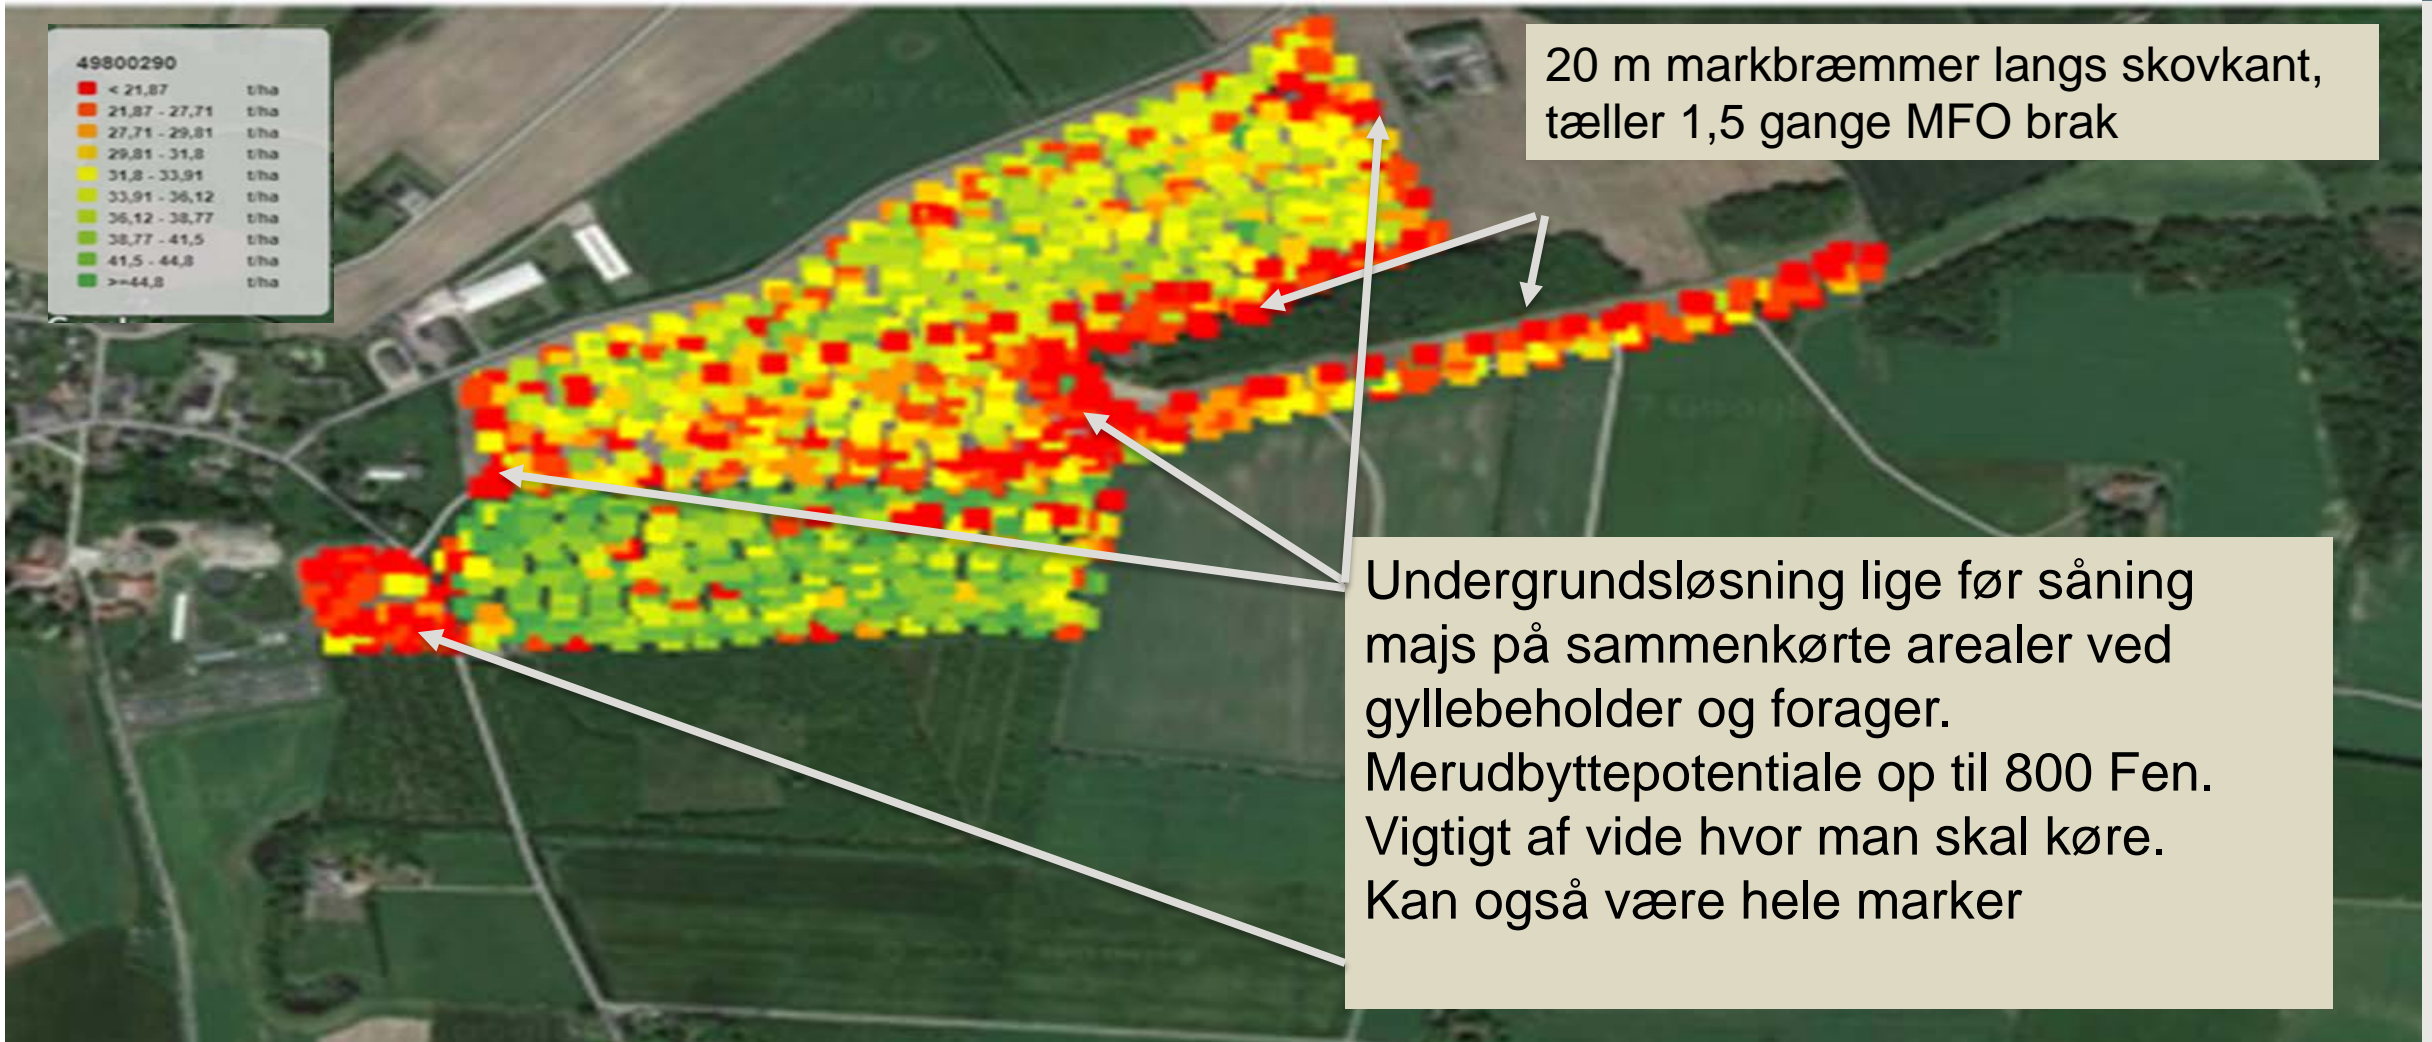 49800290
< 21,87 t/ha
21,87 - 27,71 t/ha
27,71 - 29,81 t/ha
29,81 - 31,8 t/ha
31,8 - 33,91 t/ha
33,91 - 36,12 t/ha
36,12 - 38,77 t/ha
38,77 - 41,5 t/ha
41,5 - 44,8 t/ha
>=44,8 t/ha
20 m markbræmmer langs skovkant,
tæller 1,5 gange MFO brak
Undergrundsløsning lige før såning
majs på sammenkørte arealer ved
gyllebeholder og forager.
Merudbyttepotentiale op til 800 Fen.
Vigtigt af vide hvor man skal køre.
Kan også være hele marker